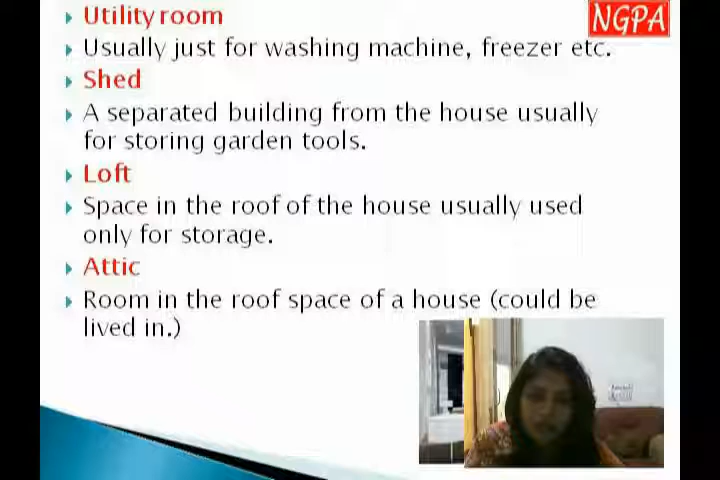 Utility room
NGPA
Usually just for washing machine, freezer etc.
Shed
A separated building from the house usually
for storing garden tools.
Loft
Space in the roof of the house usually used
only for storage.
Attic
Room in the roof space of a house (could be
lived in.)